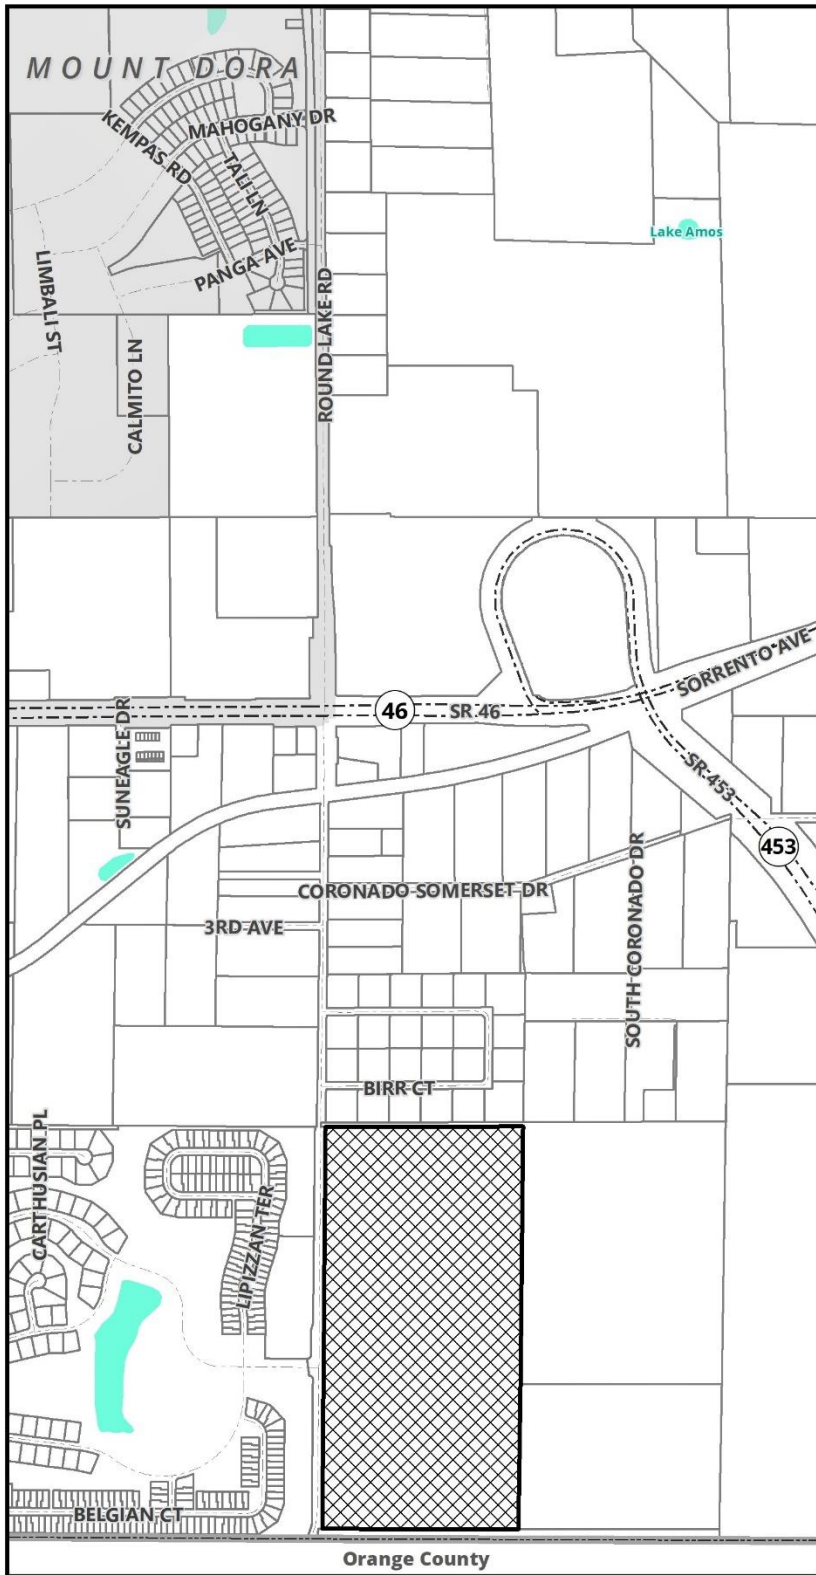 MOUNT DORA
KEMPAS RD
MAHOGANY DR
TALI LN
PANGA AVE
LIMBALI ST
CALMITO LN
ROUND LAKE RD
Lake Amos
SORRENTO AVE
46
SR 46
SUNEAGLE DR
SR 453
453
CORONADO SOMERSET DR
3RD AVE
SOUTH CORONADO DR
BIRR CT
CARTHUSIAN PL
LIPIZZAN TER
BELGIAN CT
Orange County